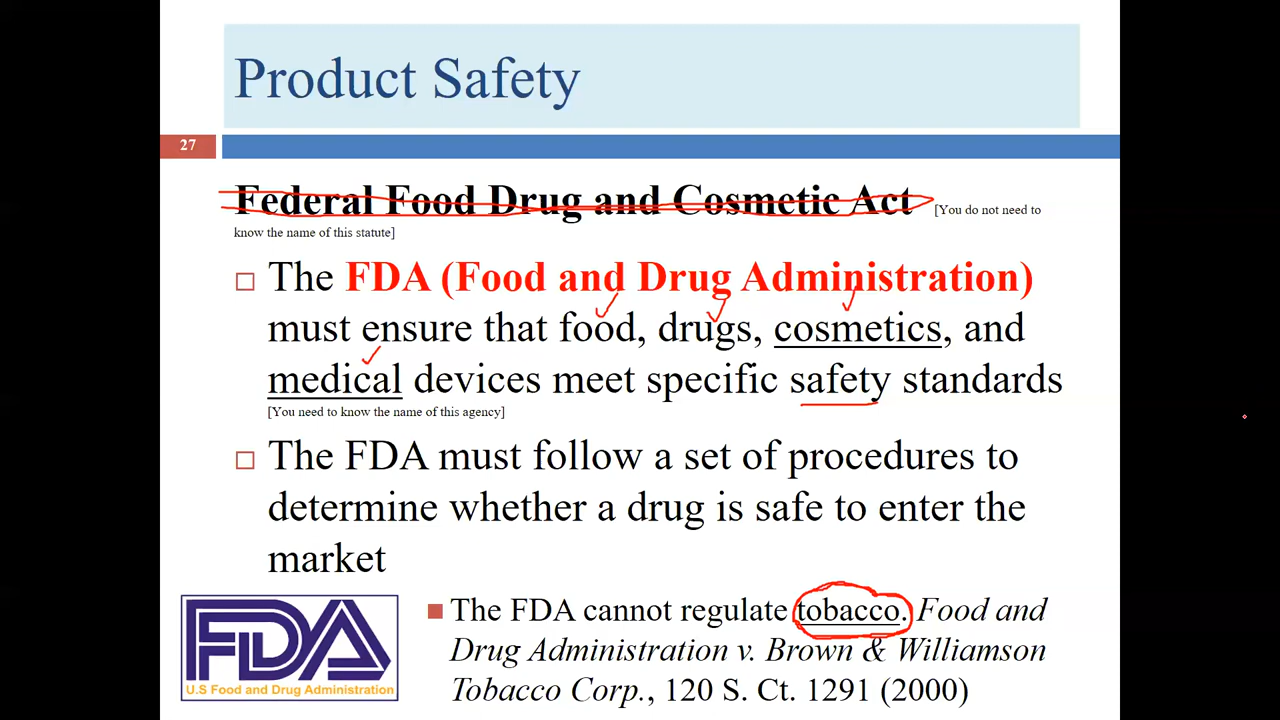 Product Safety
27
Federal Food Drug and Cosmetic Act [You do not need to
know the name of this statute]
The FDA (Food and Drug Administration)
must ensure that food, drugs, cosmetics, and
medical devices meet specific safety standards
[You need to know the name of this agency]
The FDA must follow a set of procedures to
determine whether a drug is safe to enter the
market
The FDA cannot regulate tobacco. Food and
Drug Administration v. Brown & Williamson
Tobacco Corp., 120 S. Ct. 1291 (2000)
FDA
U.S Food and Drug Administration